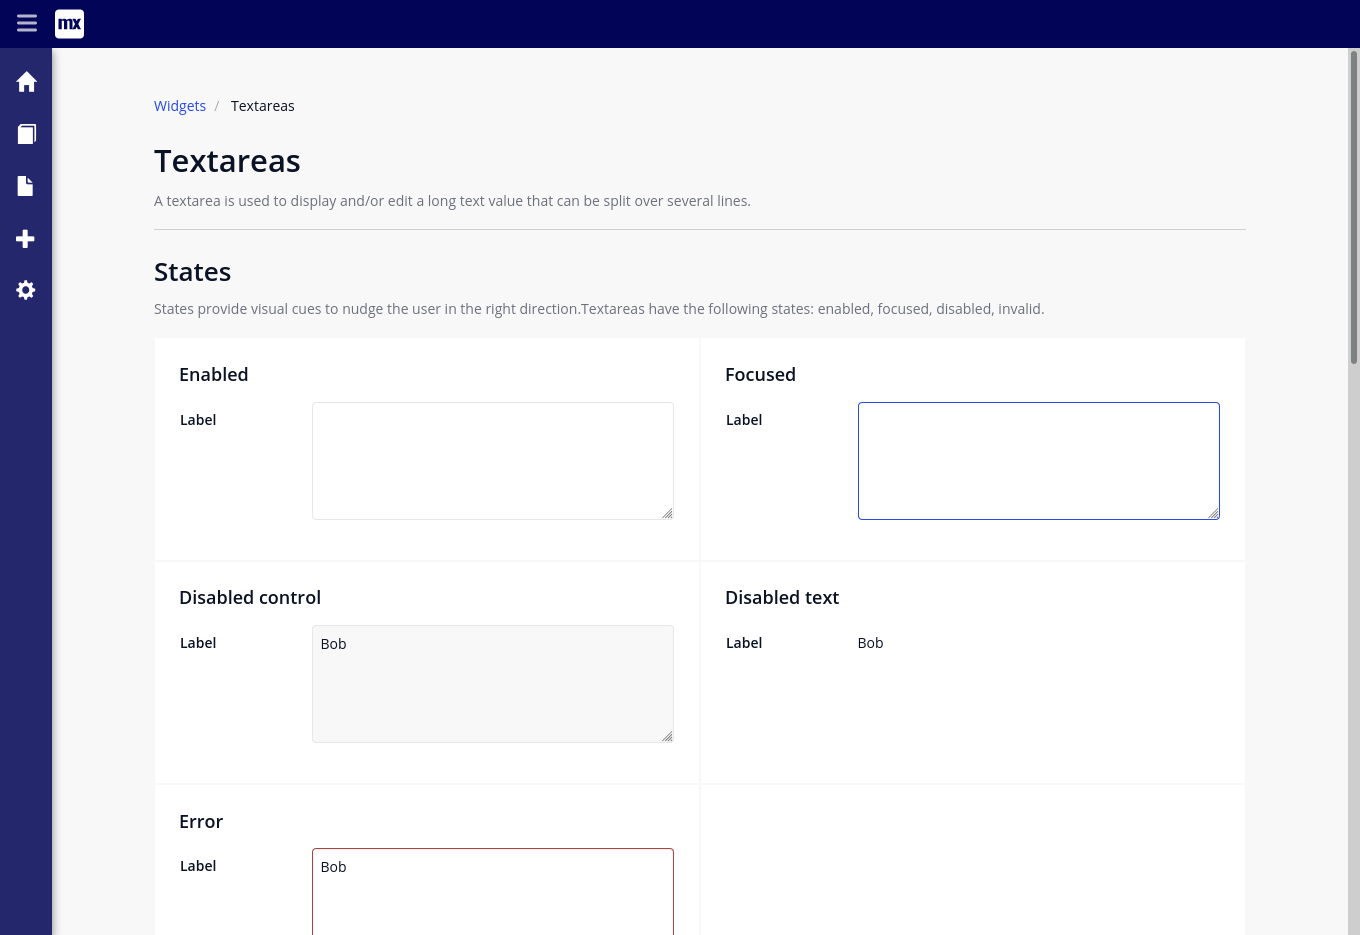 mx
Widgets / Textareas
Textareas
A textarea is used to display and/or edit a long text value that can be split over several lines.
States
States provide visual cues to nudge the user in the right direction.Textareas have the following states: enabled, focused, disabled, invalid.
Enabled
Label
Focused
Label
Disabled control
Label Bob
Disabled text
Label Bob
Error
Label Bob